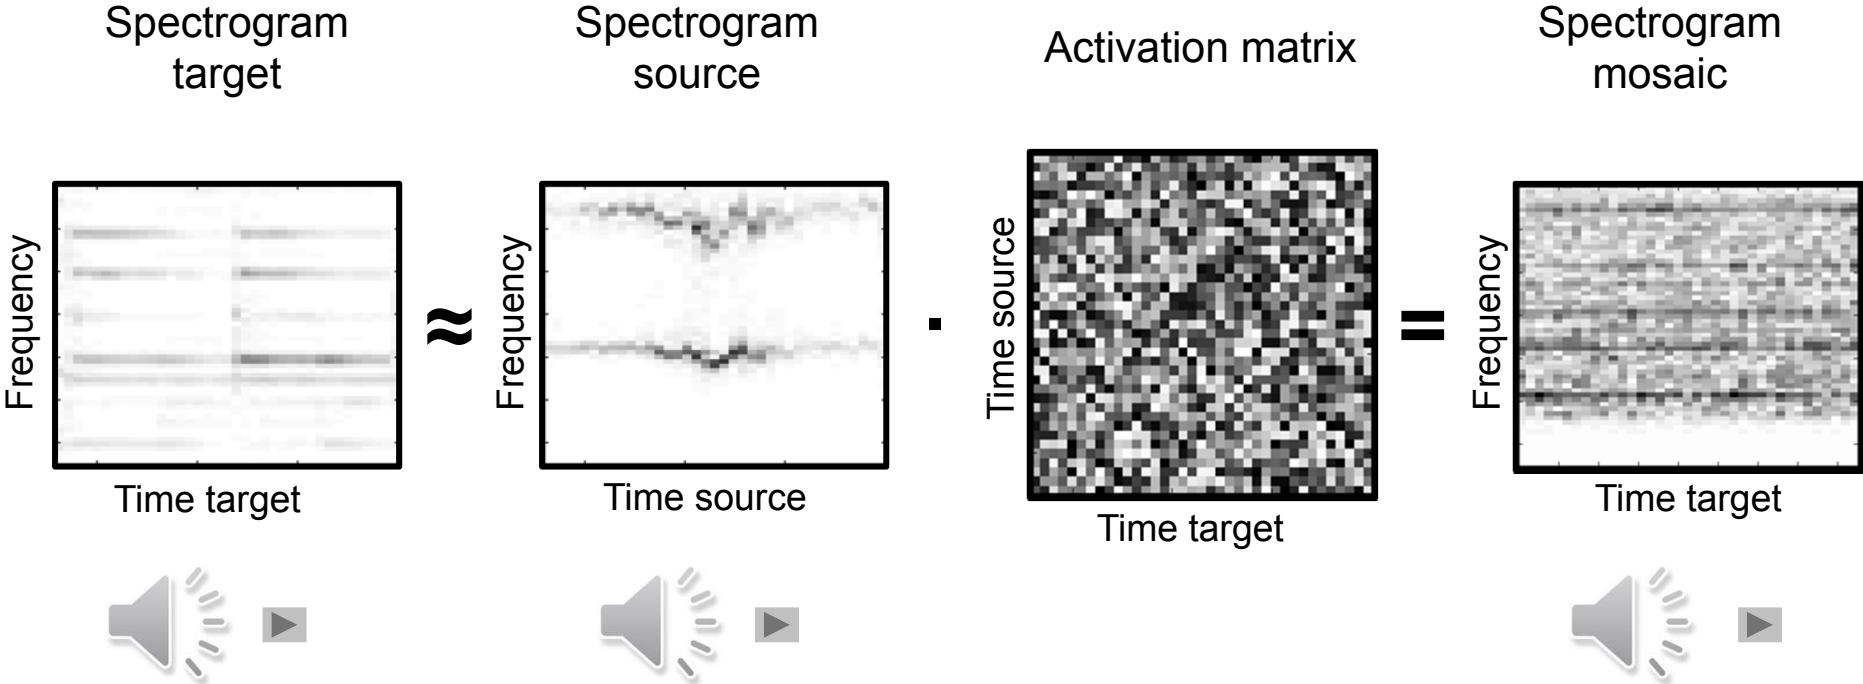 Spectrogram
target
Spectrogram
source
Activation matrix
Spectrogram
mosaic
Frequency
≈
Frequency
·
Time source
=
Frequency
Time target
Time source
Time target
Time target